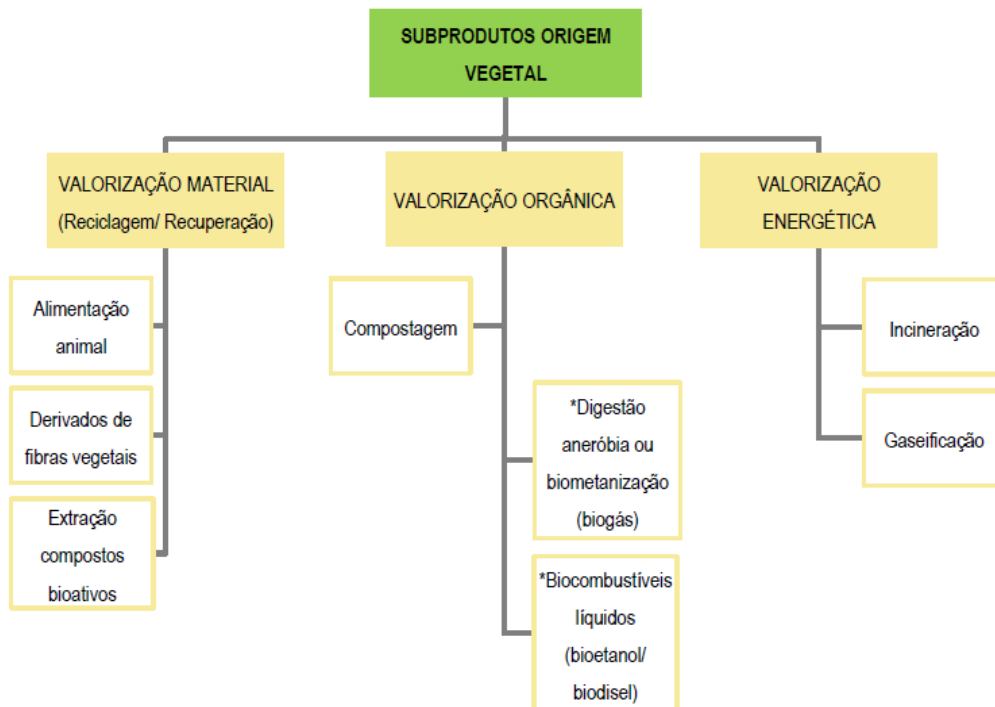 SUBPRODUTOS ORIGEM
VEGETAL
VALORIZAÇÃO MATERIAL
(Reciclagem/ Recuperação)
Alimentação
animal
Derivados de
fibras vegetais
Extração
compostos
bioativos
VALORIZAÇÃO ORGÂNICA
Compostagem
*Digestão
aneróbia ou
biometanização
(biogás)
*Biocombustíveis
líquidos
(bioetanol/
biodisel)
VALORIZAÇÃO
ENERGÉTICA
Incineração
Gaseificação